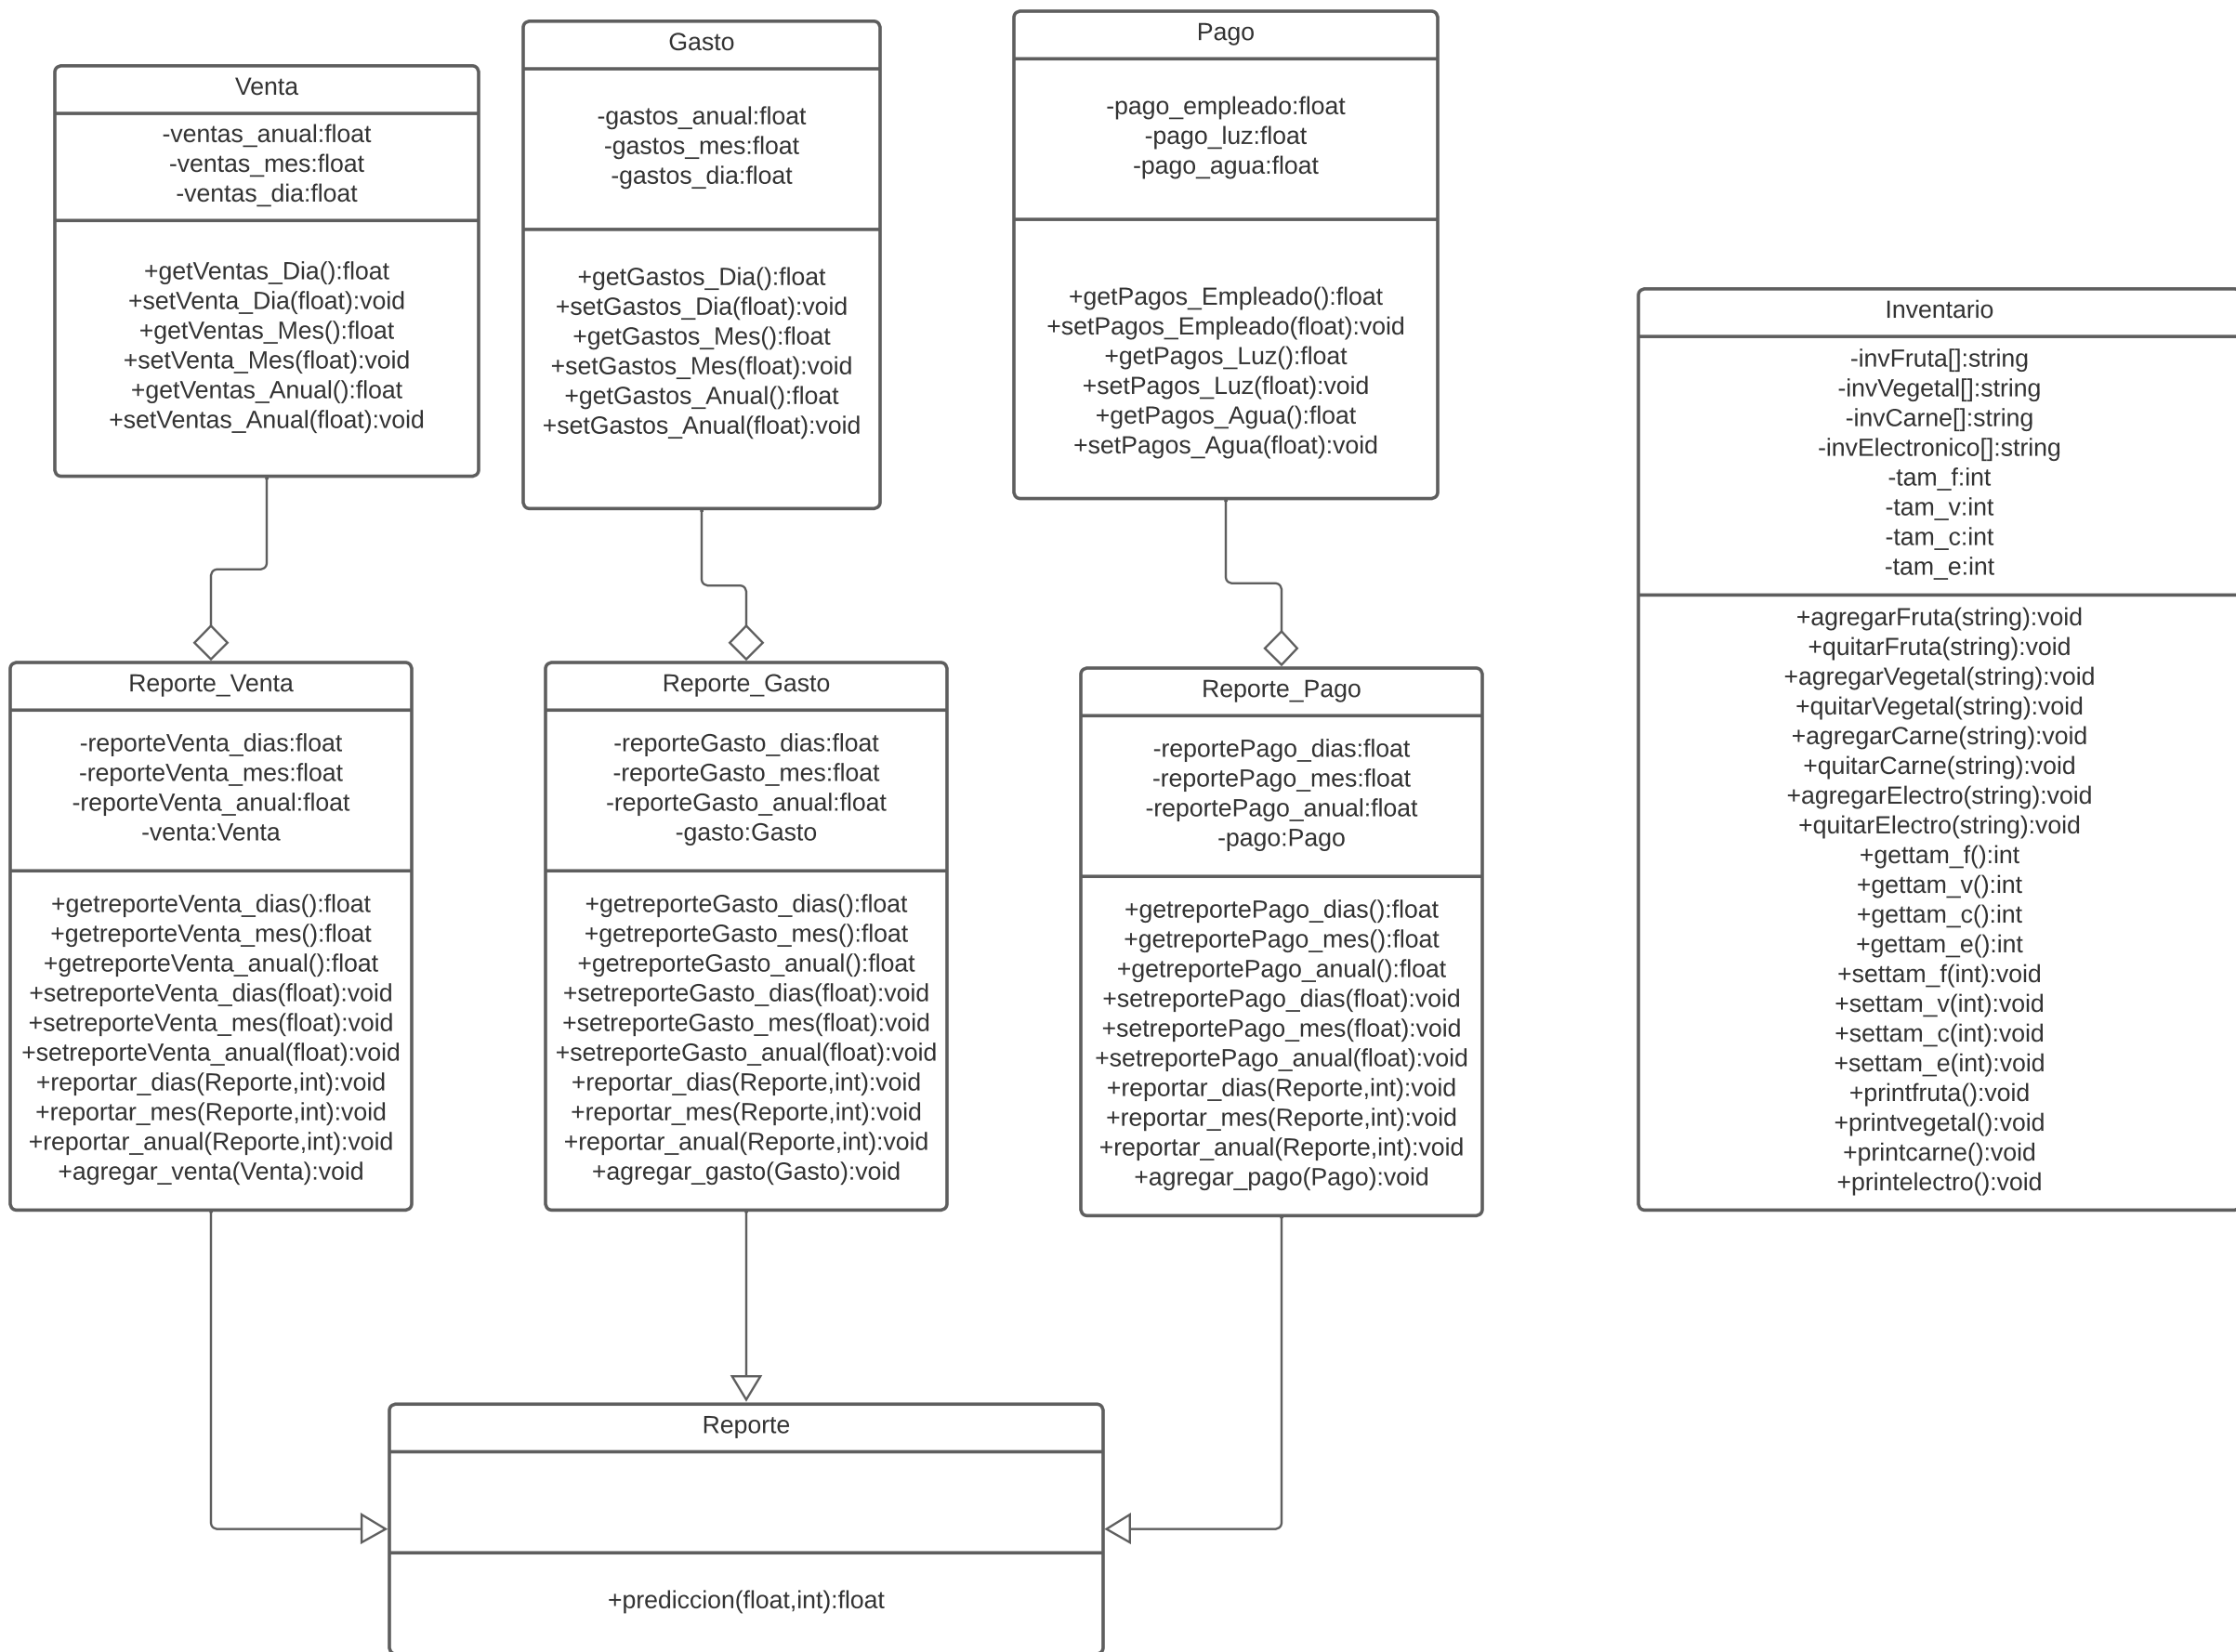 Venta
-ventas_anual:float
-ventas_mes:float
-ventas_dia:float
+getVentas_Dia():float
+setVenta_Dia(float):void
+getVentas_Mes():float
+setVenta_Mes(float):void
+getVentas_Anual():float
+setVentas_Anual(float):void
Gasto
-gastos_anual:float
-gastos_mes:float
-gastos_dia:float
+getGastos_Dia():float
+setGastos_Dia(float):void
+getGastos_Mes():float
+setGastos_Mes(float):void
+getGastos_Anual():float
+setGastos_Anual(float):void
Pago
-pago_empleado:float
-pago_luz:float
-pago_agua:float
+getPagos_Empleado():float
+setPagos_Empleado(float):void
+getPagos_Luz():float
+setPagos_Luz(float):void
+getPagos_Agua():float
+setPagos_Agua(float):void
Inventario
-invFruta[]:string
-invVegetal[]:string
-invCarne[]:string
-invElectronico[]:string
-tam_f:int
-tam_v:int
-tam_c:int
-tam_e:int
+agregarFruta(string):void
+quitarFruta(string):void
+agregarVegetal(string):void
+quitarVegetal(string):void
+agregarCarne(string):void
+quitarCarne(string):void
+agregarElectro(string):void
+quitarElectro(string):void
+gettam_f():int
+gettam_v():int
+gettam_c():int
+gettam_e():int
+settam_f(int):void
+settam_v(int):void
+settam_c(int):void
+settam_e(int):void
+printfruta():void
+printvegetal():void
+printcarne():void
+printelectro():void
Reporte_Venta
-reporteVenta_dias:float
-reporteVenta_mes:float
-reporteVenta_anual:float
-venta:Venta
+getreporteVenta_dias():float
+getreporteVenta_mes():float
+getreporteVenta_anual():float
+setreporteVenta_dias(float):void
+setreporteVenta_mes(float):void
+setreporteVenta_anual(float):void
+reportar_dias(Reporte,int):void
+reportar_mes(Reporte,int):void
+reportar_anual(Reporte,int):void
+agregar_venta(Venta):void
Reporte_Gasto
-reporteGasto_dias:float
-reporteGasto_mes:float
-reporteGasto_anual:float
-gasto:Gasto
+getreporteGasto_dias():float
+getreporteGasto_mes():float
+getreporteGasto_anual():float
+setreporteGasto_dias(float):void
+setreporteGasto_mes(float):void
+setreporteGasto_anual(float):void
+reportar_dias(Reporte,int):void
+reportar_mes(Reporte,int):void
+reportar_anual(Reporte,int):void
+agregar_gasto(Gasto):void
Reporte_Pago
-reportePago_dias:float
-reportePago_mes:float
-reportePago_anual:float
-pago:Pago
+getreportePago_dias():float
+getreportePago_mes():float
+getreportePago_anual():float
+setreportePago_dias(float):void
+setreportePago_mes(float):void
+setreportePago_anual(float):void
+reportar_dias(Reporte,int):void
+reportar_mes(Reporte,int):void
+reportar_anual(Reporte,int):void
+agregar_pago(Pago):void
Reporte
+prediccion(float,int):float